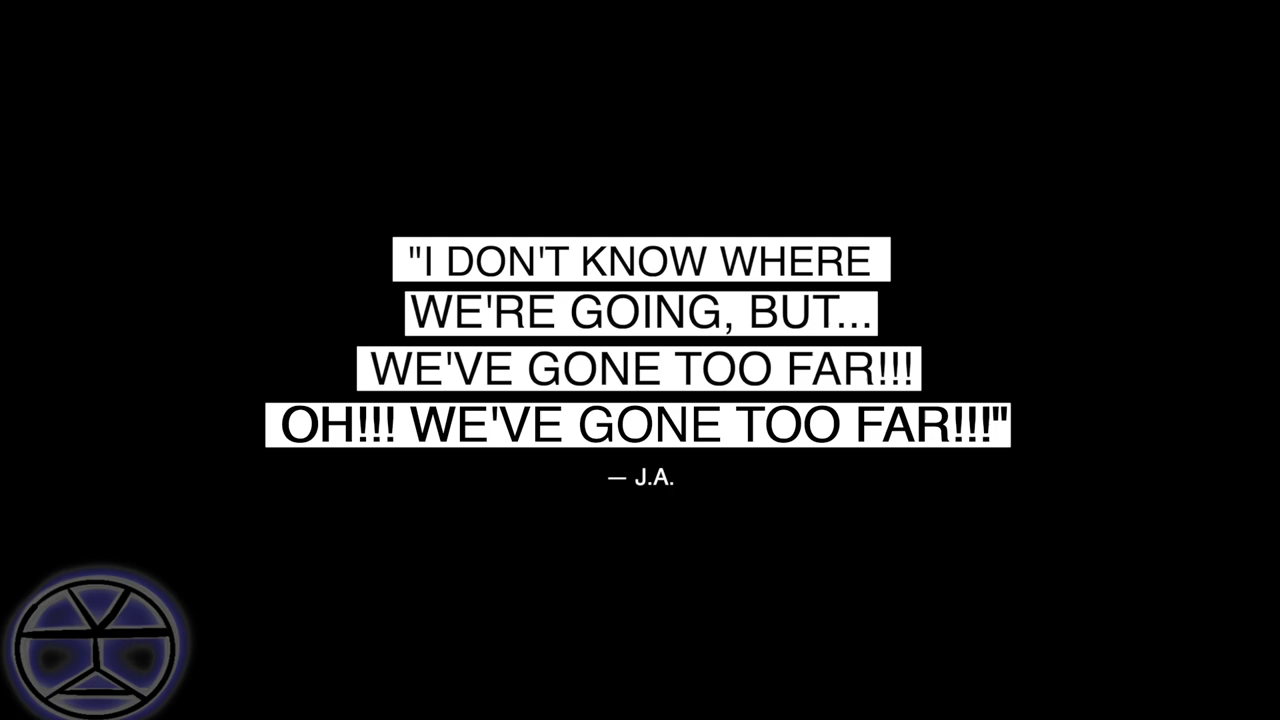 "I DON'T KNOW WHERE
WE'RE GOING, BUT...
WE'VE GONE TOO FAR!!!
OH!!! WE'VE GONE TOO FAR!!!"
— J.A.